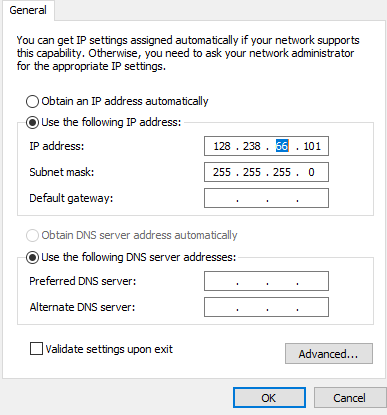 General
You can get IP settings assigned automatically if your network supports
this capability. Otherwise, you need to ask your network administrator
for the appropriate IP settings.
Obtain an IP address automatically
Use the following IP address:
IP address: 128 . 238 . 66 . 101
Subnet mask: 255 . 255 . 255 . 0
Default gateway: . . .
Obtain DNS server address automatically
Use the following DNS server addresses:
Preferred DNS server: . . .
Alternate DNS server: . . .
Validate settings upon exit
Advanced...
OK Cancel